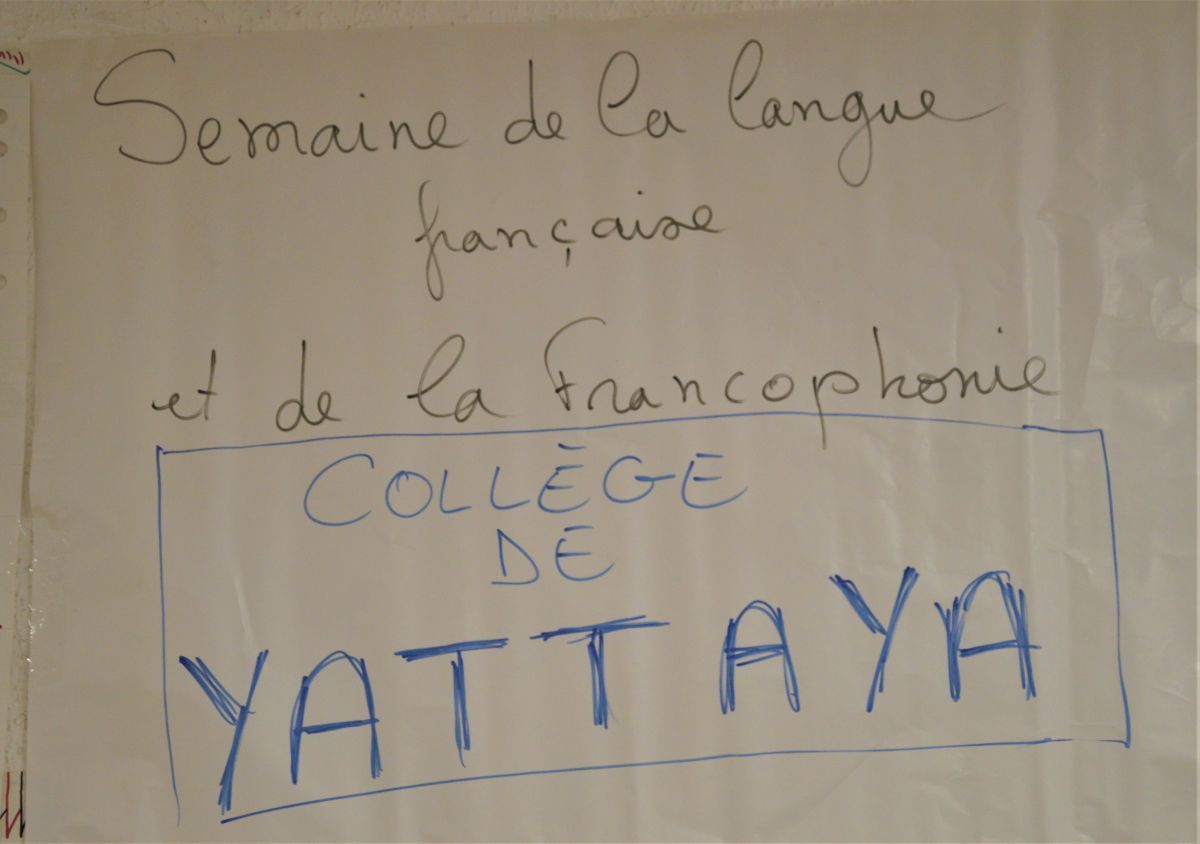 Semaine de la langue
française
et de la Francophonie
COLLÈGE
DE
YATTAYA